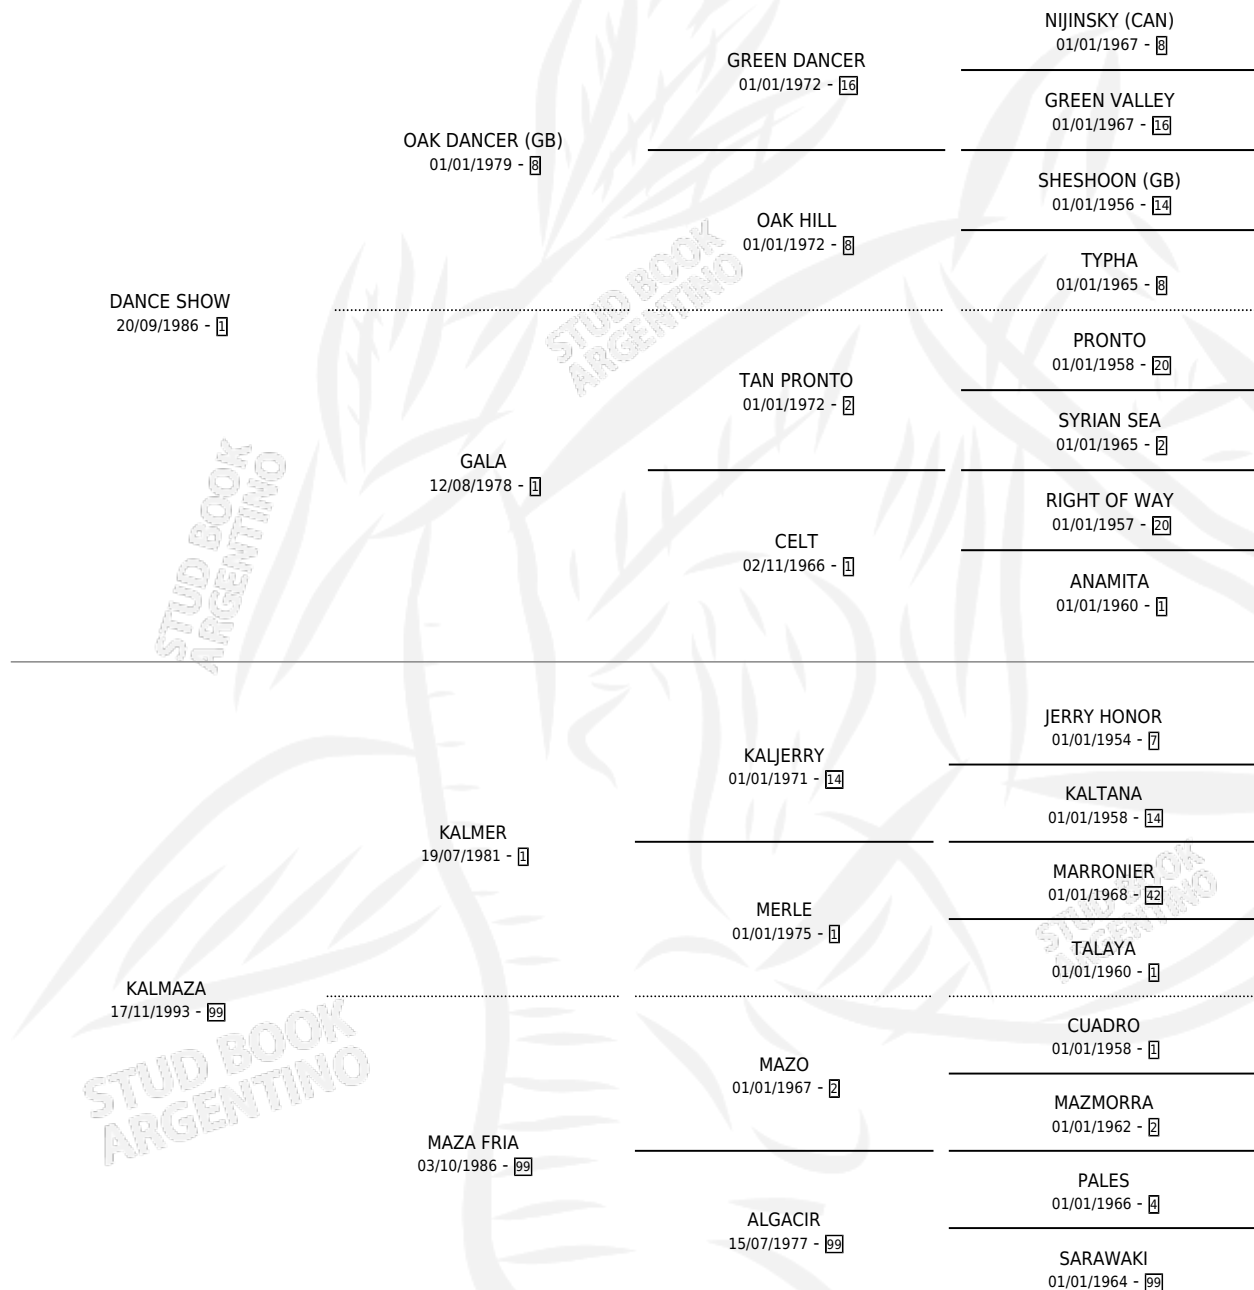 NIJINSKY (CAN)
01/01/1967 - 8
GREEN DANCER
01/01/1972 - 16
GREEN VALLEY
01/01/1967 - 16
OAK DANCER (GB)
01/01/1979 - 8
SHESHOON (GB)
01/01/1956 - 14
OAK HILL
01/01/1972 - 8
TYPHA
01/01/1965 - 8
DANCE SHOW
20/09/1986 - 1
PRONTO
01/01/1958 - 20
TAN PRONTO
01/01/1972 - 2
SYRIAN SEA
01/01/1965 - 2
GALA
12/08/1978 - 1
RIGHT OF WAY
01/01/1957 - 20
CELT
02/11/1966 - 1
ANAMITA
01/01/1960 - 1
JERRY HONOR
01/01/1954 - 7
KALJERRY
01/01/1971 - 14
KALTANA
01/01/1958 - 14
KALMER
19/07/1981 - 1
MARRONIER
01/01/1968 - 42
MERLE
01/01/1975 - 1
TALAYA
01/01/1960 - 1
KALMAZA
17/11/1993 - 99
CUADRO
01/01/1958 - 1
MAZO
01/01/1967 - 2
MAZMORRA
01/01/1962 - 2
MAZA FRIA
03/10/1986 - 99
PALES
01/01/1966 - 4
ALGACIR
15/07/1977 - 99
SARAWAKI
01/01/1964 - 99
STUD BOOK
ARGENTINO
STUD BOOK
ARGENTINO
STUD BOOK
ARGENTINO
STUD BOOK
ARGENTINO